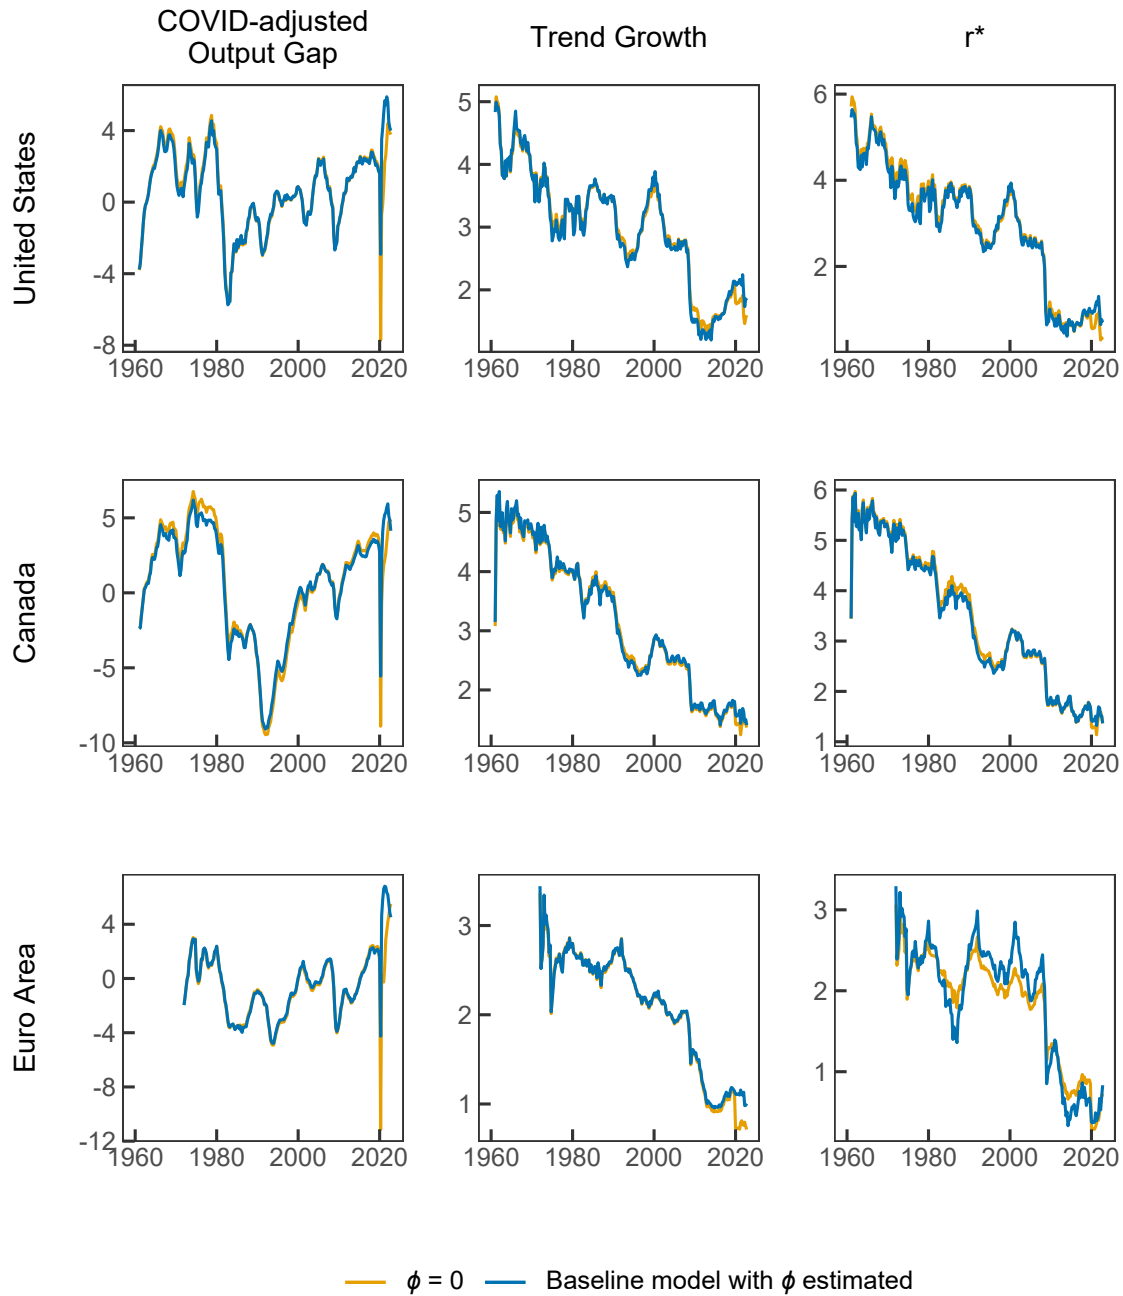 COVID-adjusted
Output Gap
Trend Growth
r*
United States
4
0
-4
-8
1960 1980 2000 2020
5
4
3
2
1960 1980 2000 2020
6
4
2
1960 1980 2000 2020
Canada
5
0
-5
-10
1960 1980 2000 2020
5
4
3
2
1960 1980 2000 2020
6
5
4
3
2
1
1960 1980 2000 2020
Euro Area
4
0
-4
-8
-12
1960 1980 2000 2020
3
2
1
1960 1980 2000 2020
3
2
1
1960 1980 2000 2020
ϕ = 0 Baseline model with ϕ estimated